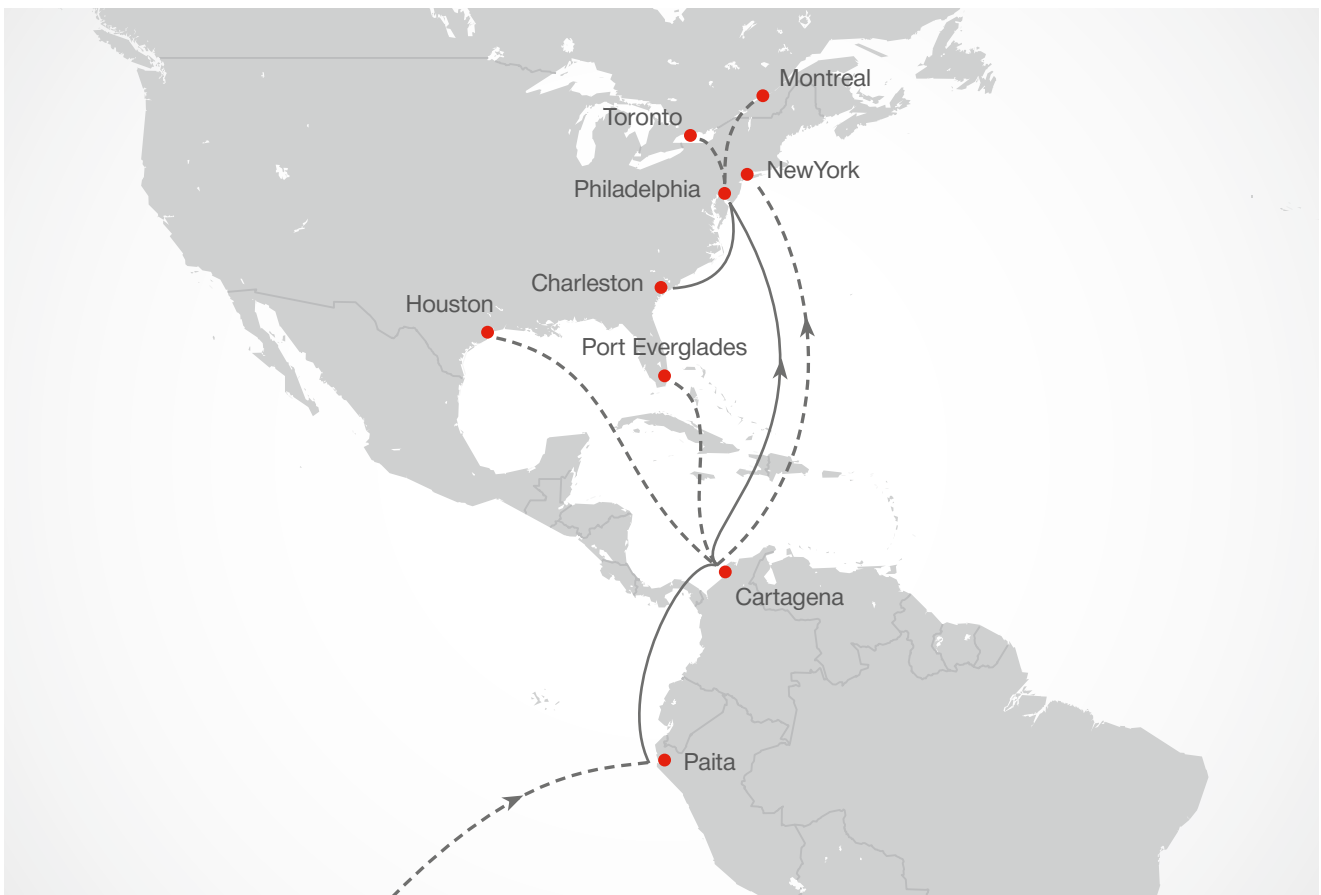 Montreal
Toronto
NewYork
Philadelphia
Charleston
Houston
Port Everglades
Cartagena
Paita